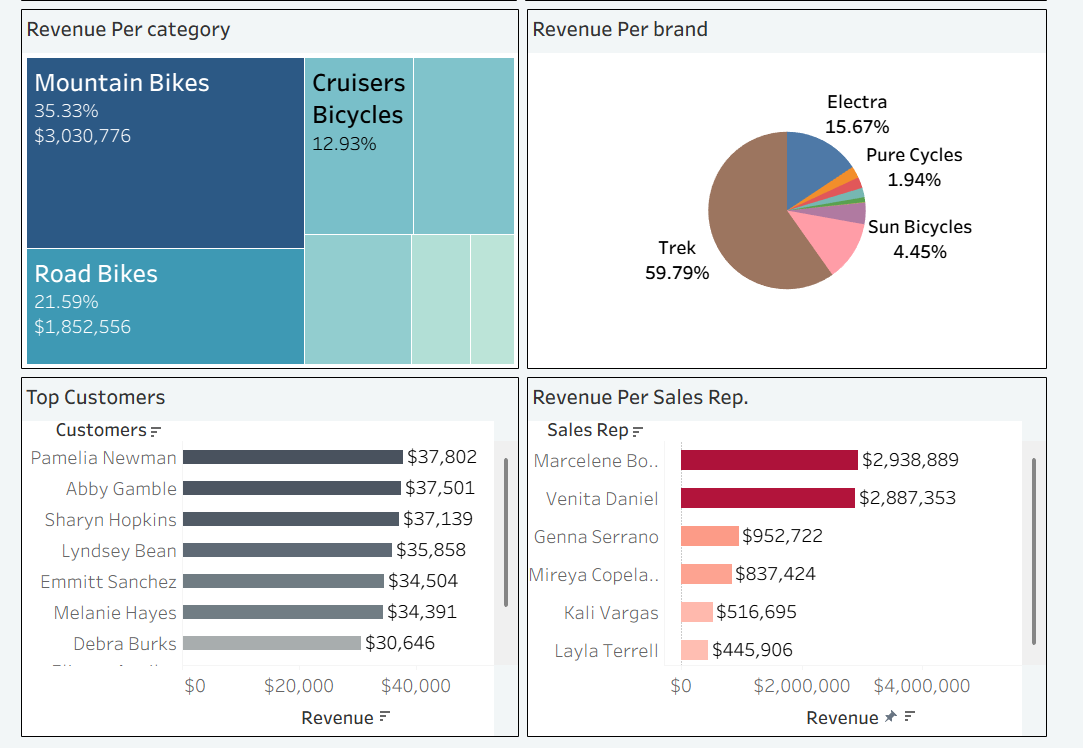 Revenue Per category
Mountain Bikes
35.33%
$3,030,776
Road Bikes
21.59%
$1,852,556
Cruisers
Bicycles
12.93%
Revenue Per brand
Electra
15.67%
Pure Cycles
1.94%
Sun Bicycles
4.45%
Trek
59.79%
Top Customers
Customers
Pamelia Newman $37,802
Abby Gamble $37,501
Sharyn Hopkins $37,139
Lyndsey Bean $35,858
Emmitt Sanchez $34,504
Melanie Hayes $34,391
Debra Burks $30,646
$0 $20,000 $40,000
Revenue
Revenue Per Sales Rep.
Sales Rep
Marcelene Bo.. $2,938,889
Venita Daniel $2,887,353
Genna Serrano $952,722
Mireya Copela.. $837,424
Kali Vargas $516,695
Layla Terrell $445,906
$0 $2,000,000 $4,000,000
Revenue